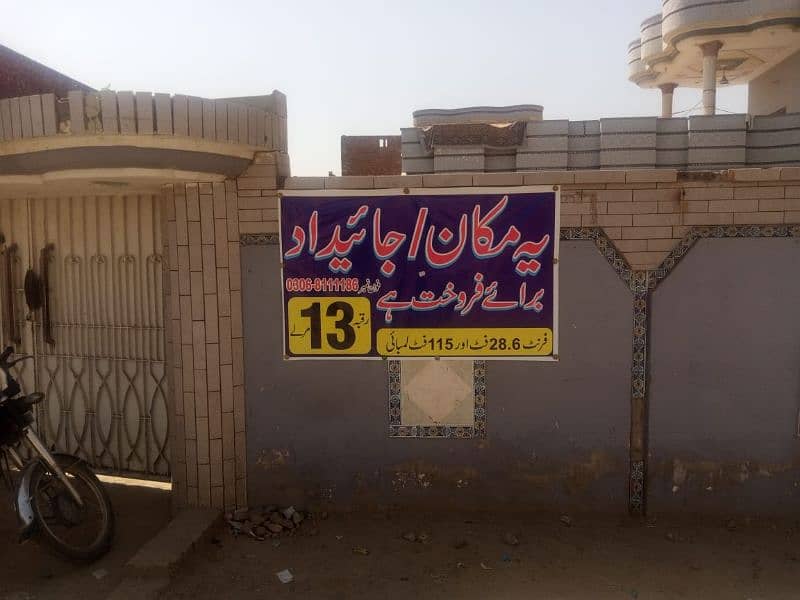 یہ مکان / جائیداد
برائے فروخت ہے
فون نمبر 0306-8111186
رقبہ 13 مرلے
فرنٹ 28.6 فٹ اور 115 فٹ لمبائی